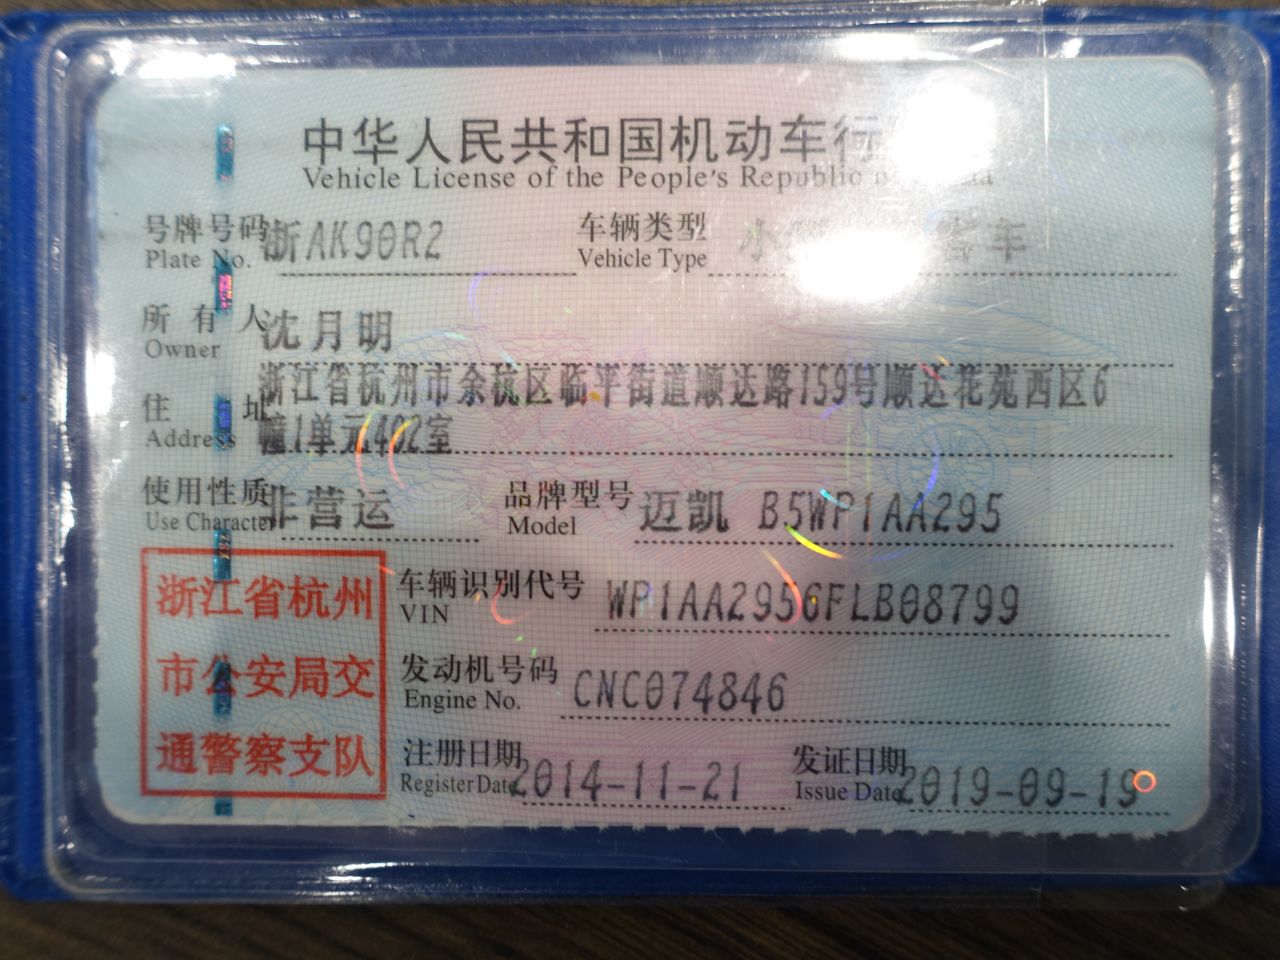 中华人民共和国机动车行
Vehicle License of the People's Republic
号牌号码 浙AK90R2 车辆类型 小 客车
Plate No. Vehicle Type
所有人 沈月明
Owner
浙江省杭州市余杭区临平街道顺达路159号顺达花苑西区6
住址
Address 幢1单元402室
使用性质 非营运 品牌型号 迈凯 B5WP1AA295
Use Character Model
浙江省杭州
市公安局交
通警察支队
车辆识别代号 WP1AA2956FLB08799
VIN
发动机号码 CNC074846
Engine No.
注册日期 2014-11-21 发证日期 2019-09-19
Register Date Issue Date